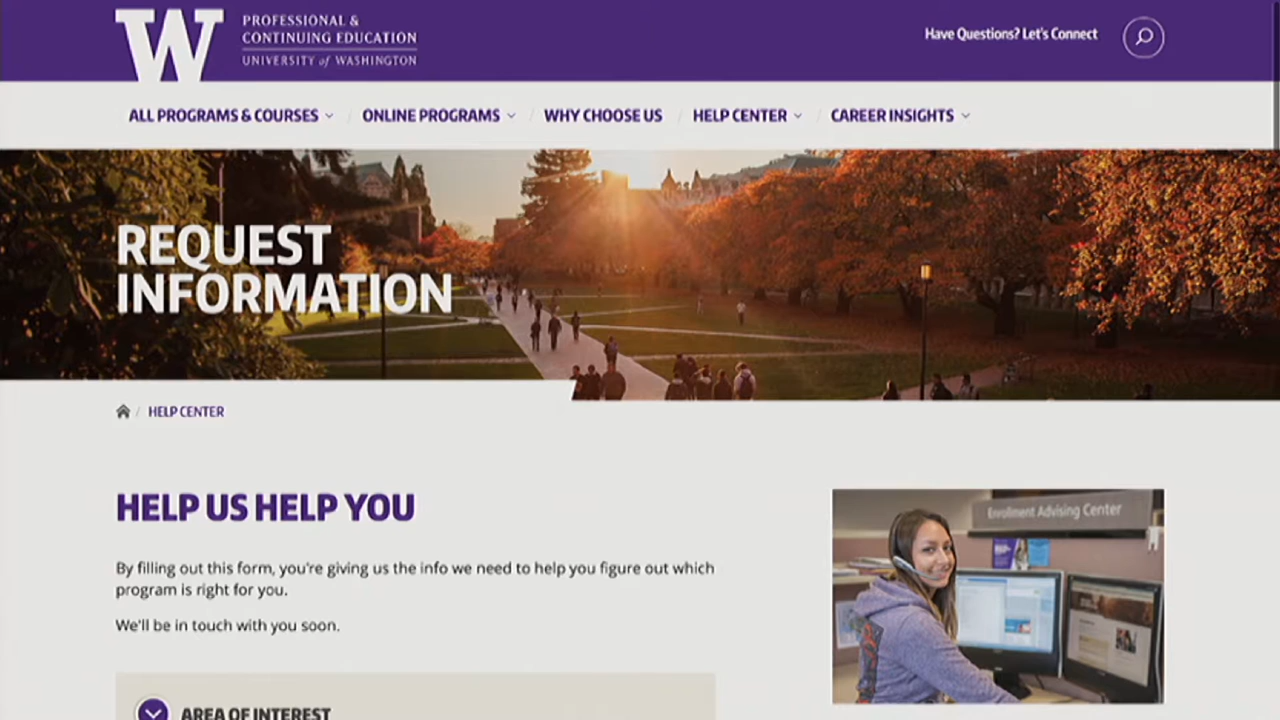 W
PROFESSIONAL &
CONTINUING EDUCATION
UNIVERSITY of WASHINGTON
Have Questions? Let's Connect
ALL PROGRAMS & COURSES / ONLINE PROGRAMS / WHY CHOOSE US / HELP CENTER / CAREER INSIGHTS
REQUEST
INFORMATION
/ HELP CENTER
HELP US HELP YOU
By filling out this form, you're giving us the info we need to help you figure out which
program is right for you.
We'll be in touch with you soon.
Enrollment Advising Center
AREA OF INTEREST